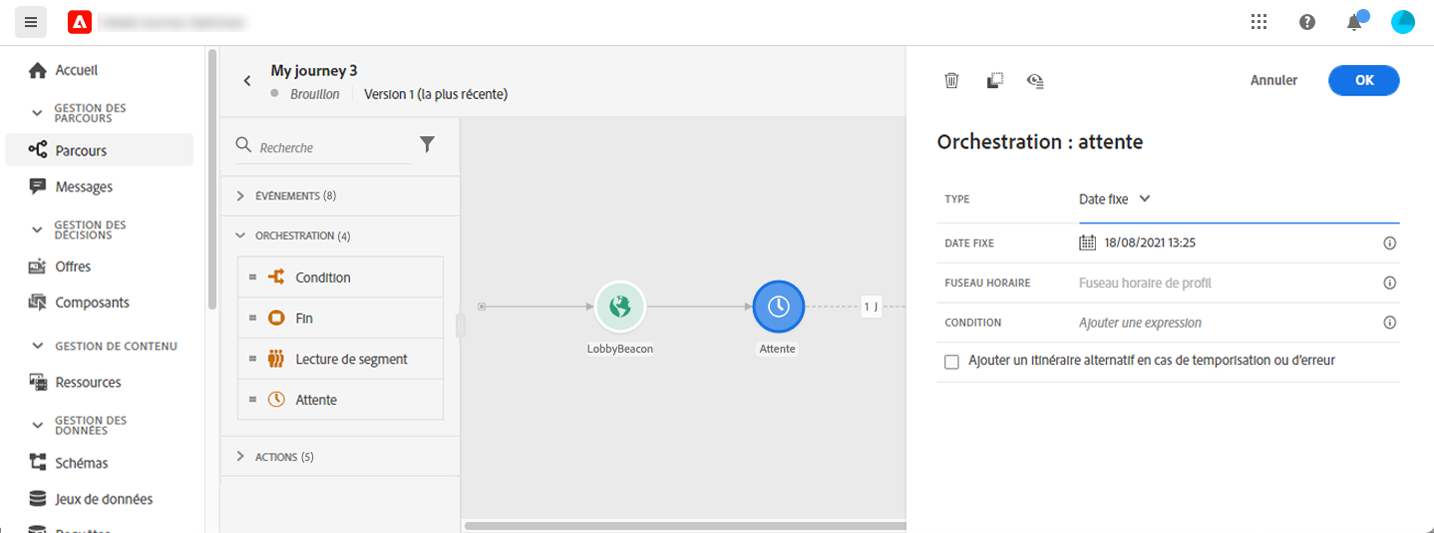 Accueil
GESTION DES
PARCOURS
Parcours
Messages
GESTION DES
DÉCISIONS
Offres
Composants
GESTION DE CONTENU
Ressources
GESTION DES
DONNÉES
Schémas
Jeux de données
My journey 3
Brouillon
Version 1 (la plus récente)
Recherche
ÉVÉNEMENTS (8)
ORCHESTRATION (4)
Condition
Fin
Lecture de segment
Attente
ACTIONS (5)
LobbyBeacon
Attente
1 J
Annuler
OK
Orchestration : attente
TYPE
Date fixe
DATE FIXE
18/08/2021 13:25
FUSEAU HORAIRE
Fuseau horaire de profil
CONDITION
Ajouter une expression
Ajouter un itinéraire alternatif en cas de temporisation ou d'erreur